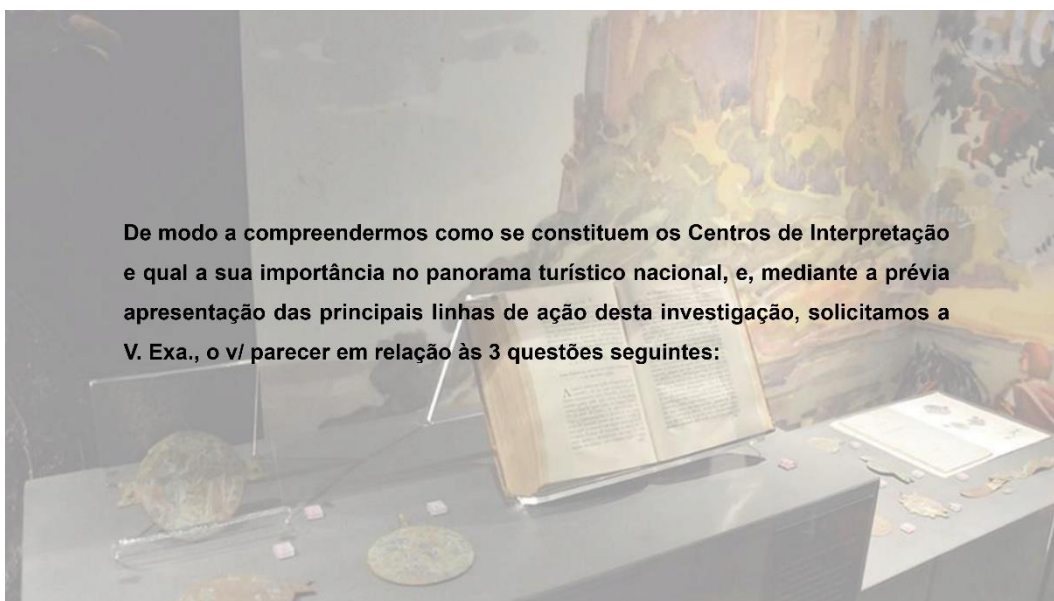 De modo a compreendermos como se constituem os Centros de Interpretação
e qual a sua importância no panorama turístico nacional, e, mediante a prévia
apresentação das principais linhas de ação desta investigação, solicitamos a
V. Exa., o v/ parecer em relação às 3 questões seguintes: